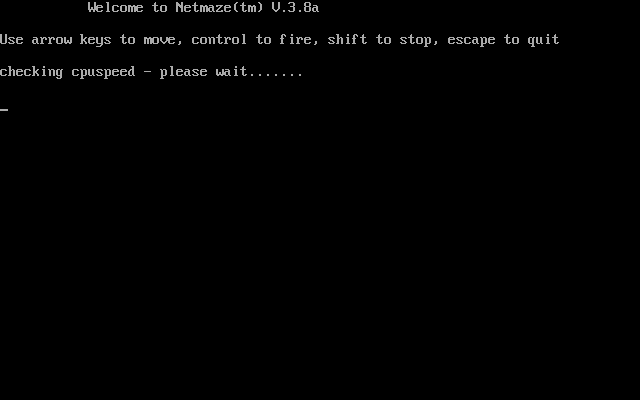 Welcome to Netmaze(tm) V.3.8a
Use arrow keys to move, control to fire, shift to stop, escape to quit
checking cpuspeed - please wait.......